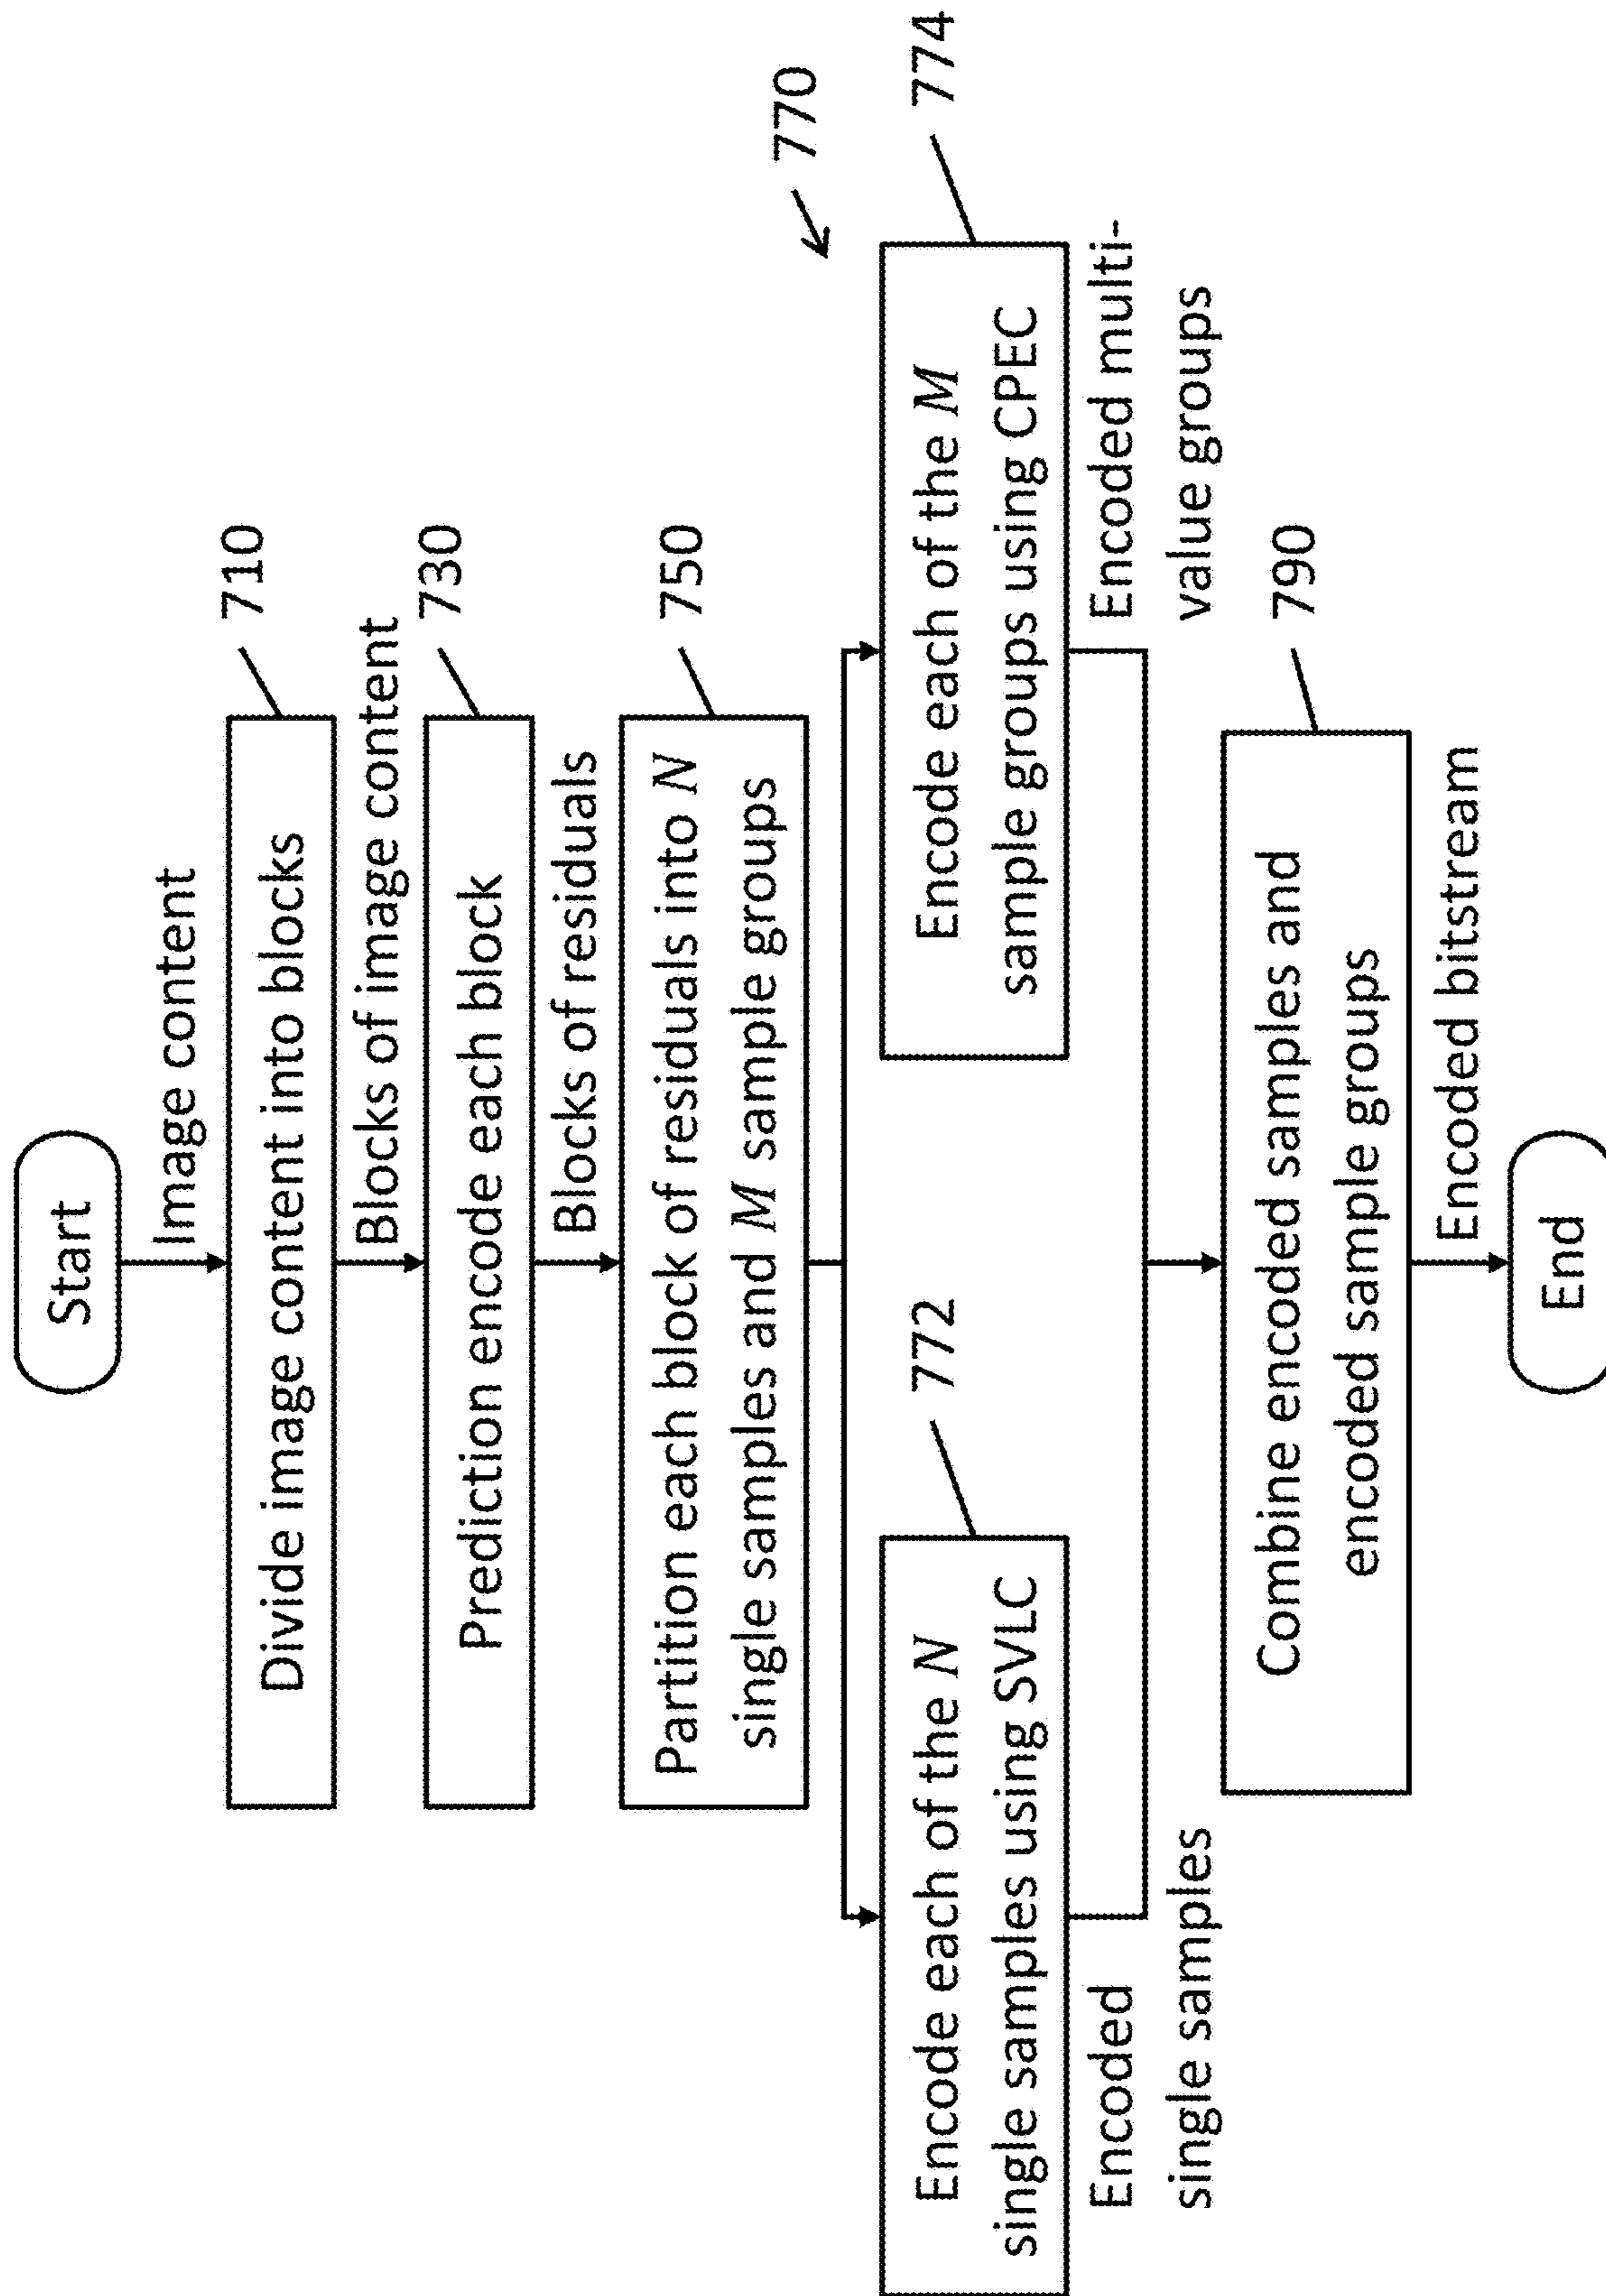 Start
Image content
710
Divide image content into blocks
Blocks of image content
730
Prediction encode each block
Blocks of residuals
750
Partition each block of residuals into N
single samples and M sample groups
770
772
Encode each of the N
single samples using SVLC
774
Encode each of the M
sample groups using CPEC
Encoded
single samples
Encoded multi-
value groups
790
Combine encoded samples and
encoded sample groups
Encoded bitstream
End